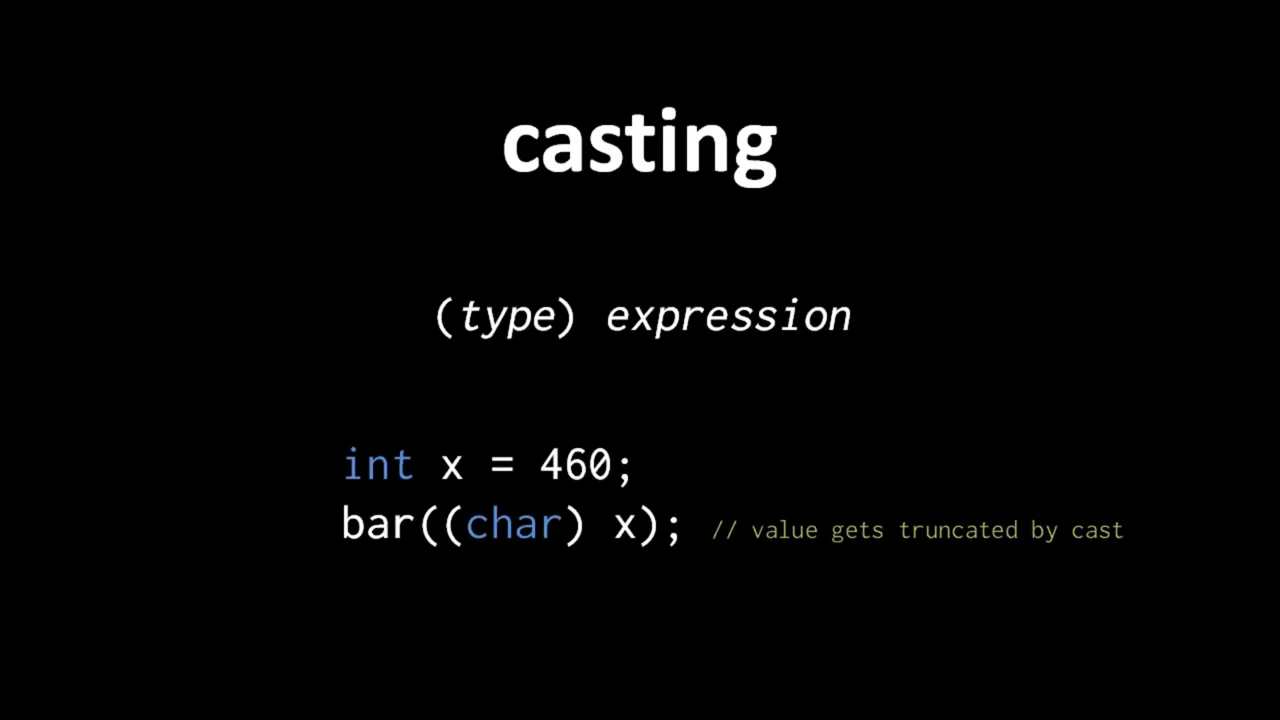 casting
(type) expression
int x = 460;
bar((char) x); // value gets truncated by cast